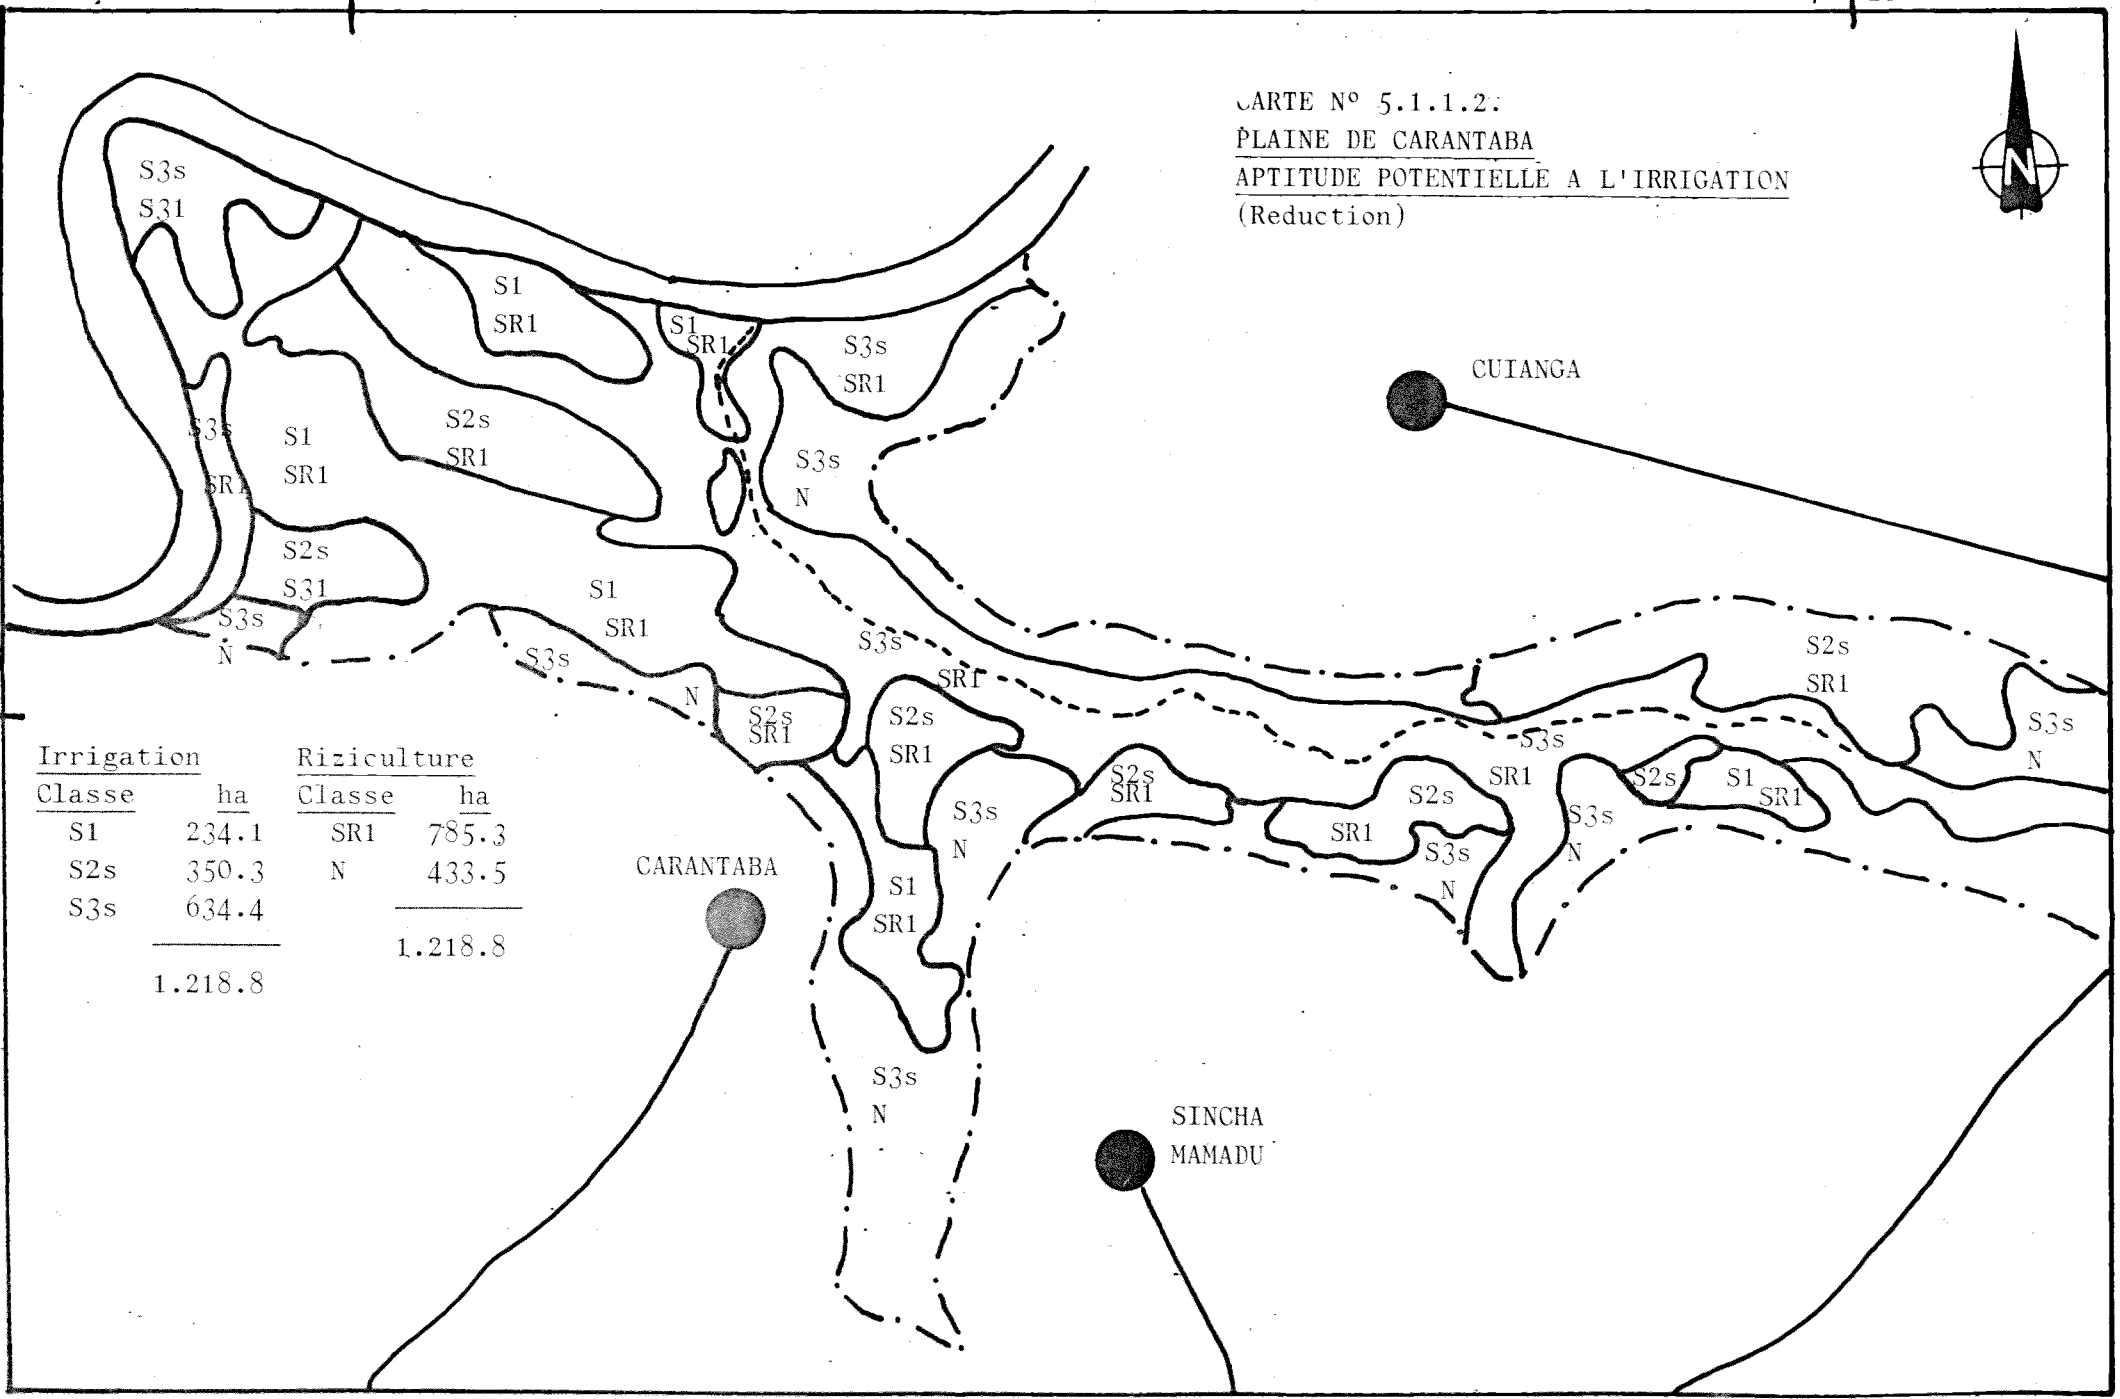 CARTE Nº 5.1.1.2.
PLAINE DE CARANTABA
APTITUDE POTENTIELLE A L'IRRIGATION
(Reduction)
N
S3s
S31
S1
SR1
S1
SR1
S3s
SR1
CUIANGA
S2s
SR1
S3s
SR1
S1
SR1
S3s
N
S2s
S31
S3s
N
S1
SR1
S3s
N
S3s
SR1
S2s
SR1
S2s
SR1
S2s
SR1
S3s
N
S3s
SR1
S2s
SR1
S3s
N
S2s
SR1
S2s
SR1
S3s
N
S3s
N
S2s
S1
SR1
Irrigation Riziculture
Classe ha Classe ha
S1 234.1 SR1 785.3
S2s 350.3 N 433.5
S3s 634.4
1.218.8
1.218.8
CARANTABA
S1
SR1
S3s
N
SINCHA
MAMADU